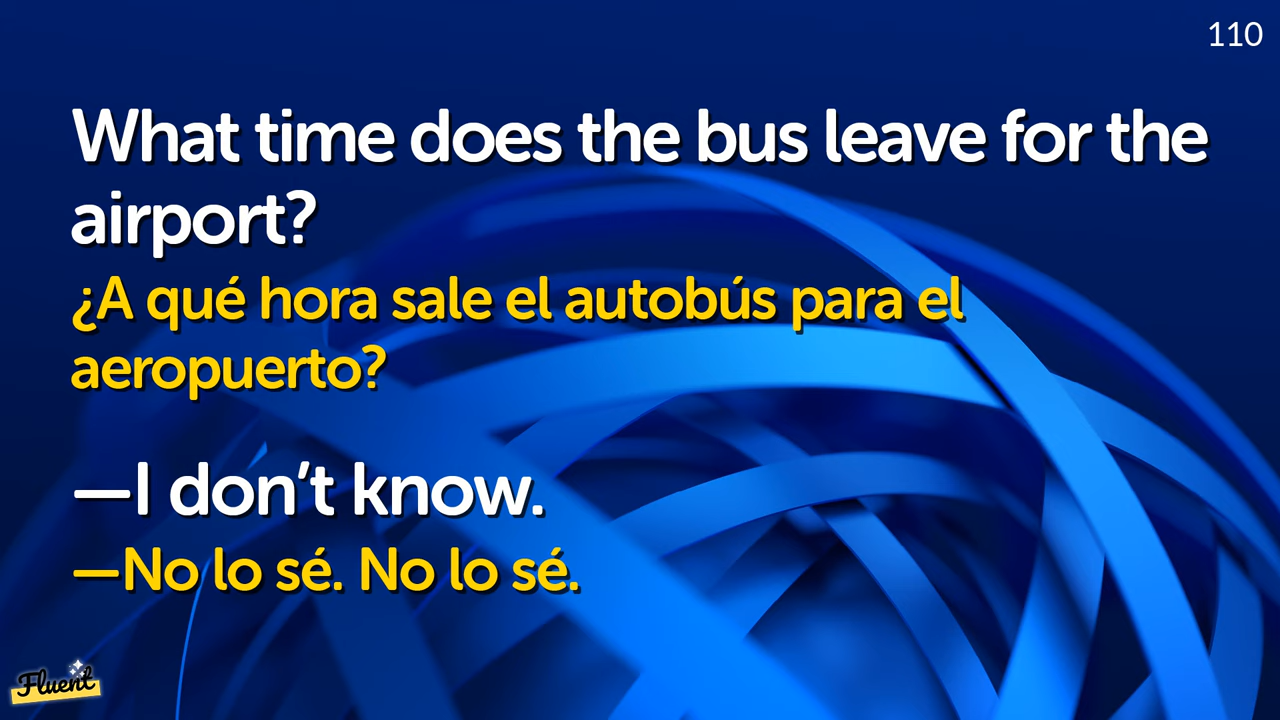 110
What time does the bus leave for the
airport?
¿A qué hora sale el autobús para el
aeropuerto?
—I don’t know.
—No lo sé. No lo sé.
Fluent